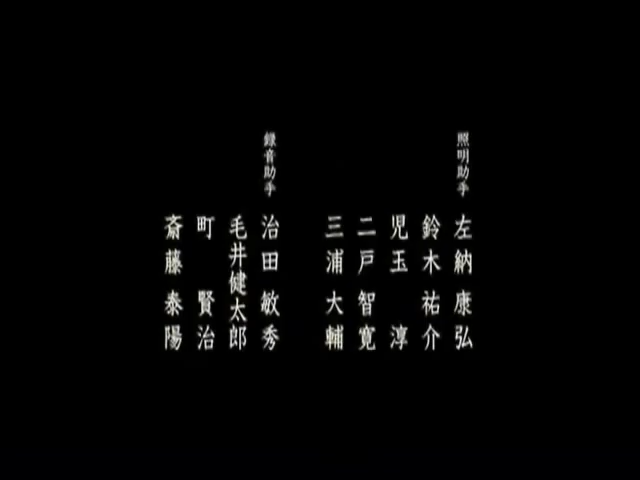 照明助手
左納康弘
鈴木祐介
児玉淳
二戸智寛
三浦大輔
録音助手
治田敏秀
毛井健太郎
町賢治
斎藤泰陽